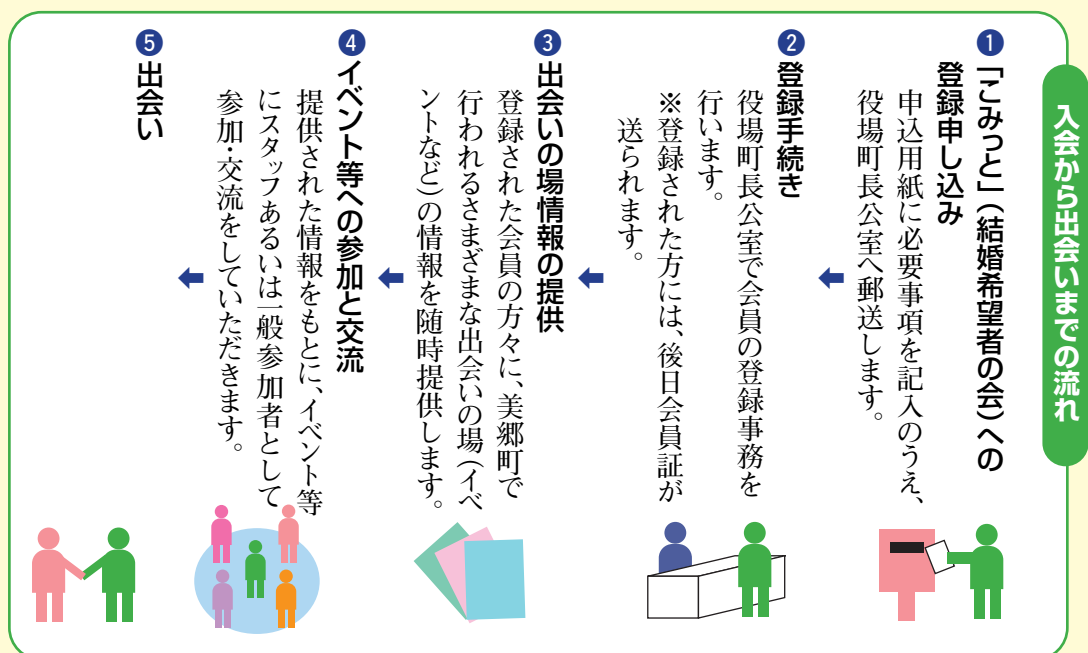 入会から出会いまでの流れ
❶「こみっと」（結婚希望者の会）への
登録申し込み
申込用紙に必要事項を記入のうえ、
役場町長公室へ郵送します。
❷登録手続き
役場町長公室で会員の登録事務を
行います。
※登録された方には、後日会員証が
送られます。
❸出会いの場情報の提供
登録された会員の方々に、美郷町で
行われるさまざまな出会いの場（イベ
ントなど）の情報を随時提供します。
❹イベント等への参加と交流
提供された情報をもとに、イベント等
にスタッフあるいは一般参加者として
参加・交流をしていただきます。
❺出会い